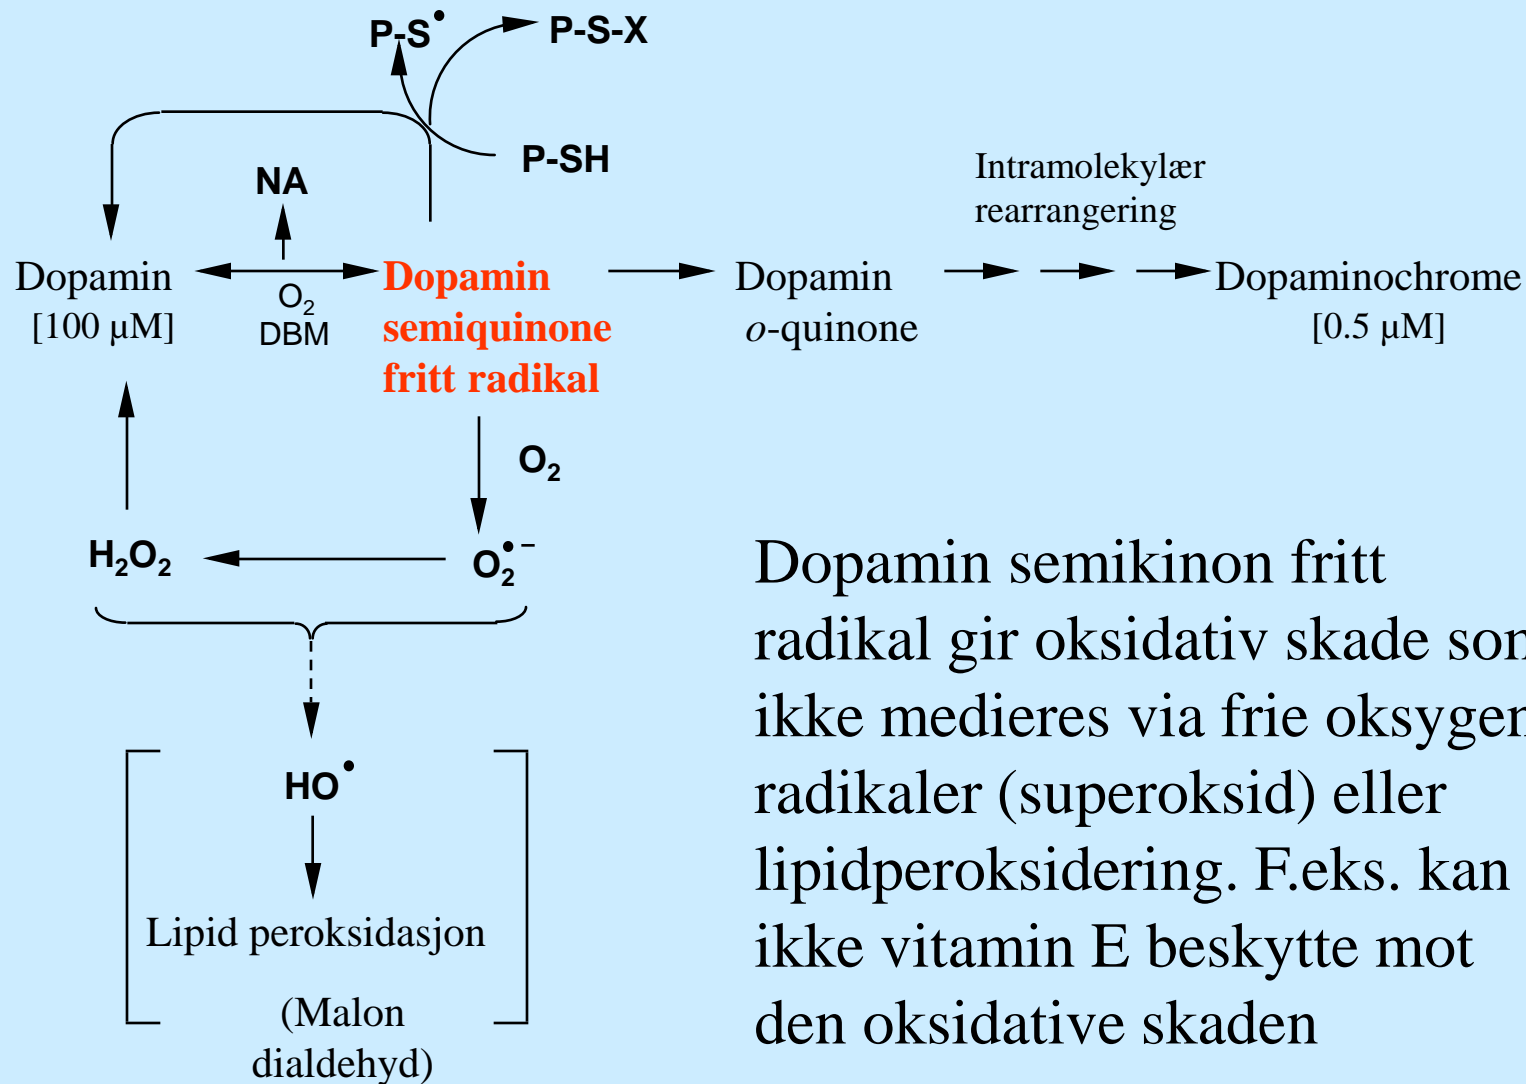 P-S•
P-S-X
P-SH
NA
Intramolekylær
rearrangering
Dopamin
[100 μM]
O₂
DBM
Dopamin
semiquinone
fritt radikal
Dopamin
o-quinone
Dopaminochrome
[0.5 μM]
O₂
H₂O₂
O₂•−
HO•
Lipid peroksidasjon
(Malon
dialdehyd)
Dopamin semikinon fritt
radikal gir oksidativ skade som
ikke medieres via frie oksygen
radikaler (superoksid) eller
lipidperoksidering. F.eks. kan
ikke vitamin E beskytte mot
den oksidative skaden